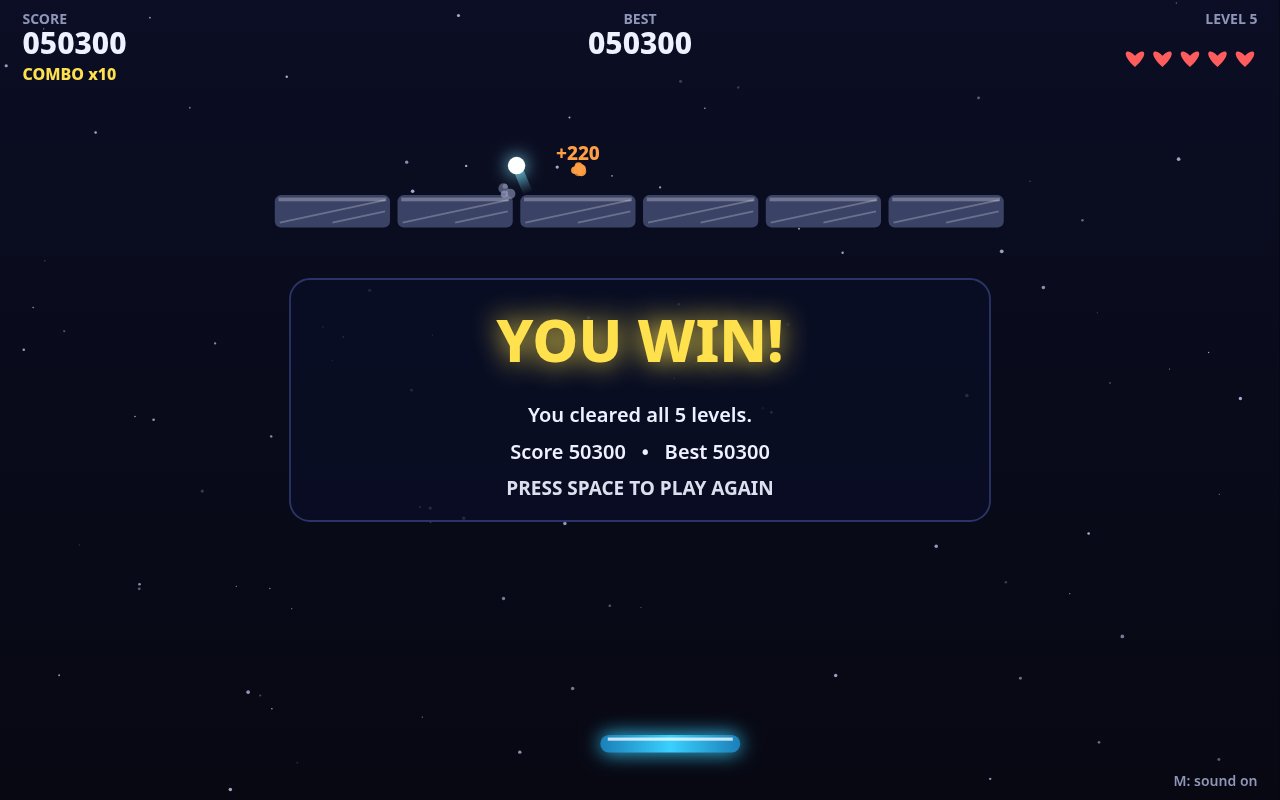 SCORE
050300
COMBO x10
BEST
050300
LEVEL 5
+220
YOU WIN!
You cleared all 5 levels.
Score 50300 • Best 50300
PRESS SPACE TO PLAY AGAIN
M: sound on